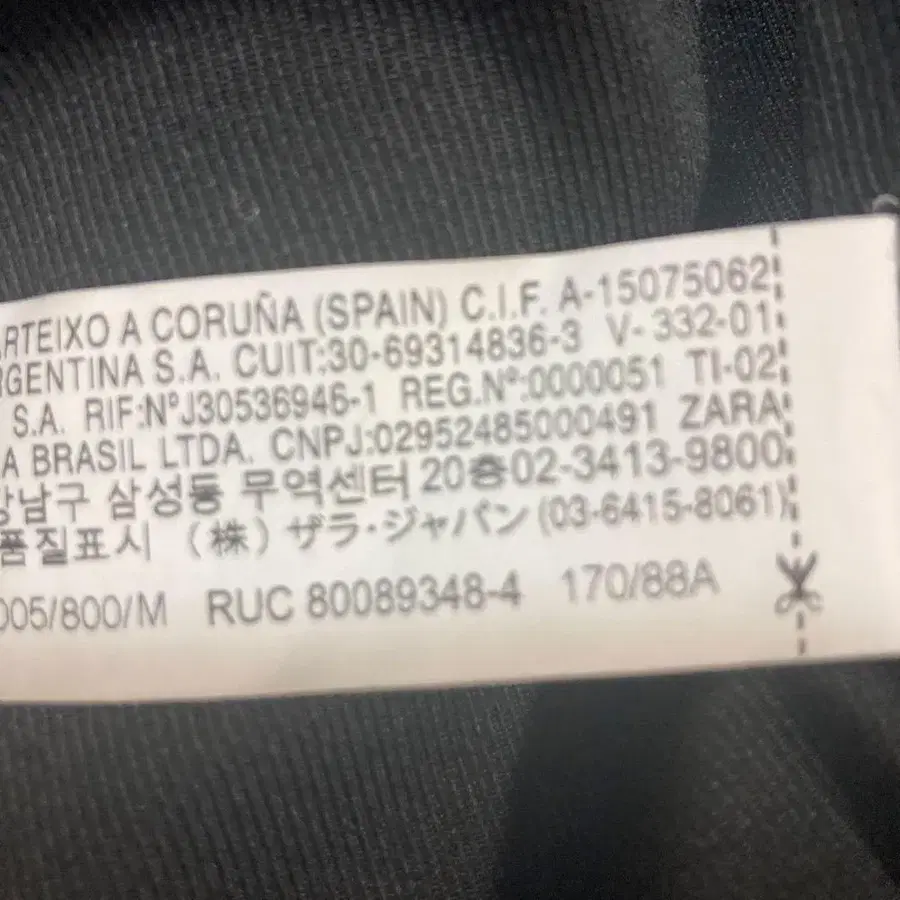 ARTEIXO A CORUÑA (SPAIN) C.I.F. A-15075062
RGENTINA S.A. CUIT:30-69314836-3 V-332-01
S.A. RIF:NºJ30536946-1 REG.Nº:0000051 TI-02
A BRASIL LTDA. CNPJ:02952485000491 ZARA
강남구 삼성동 무역센터 20층02-3413-9800
품질표시 (株) ザラ・ジャパン (03-6415-8061)
005/800/M RUC 80089348-4 170/88A